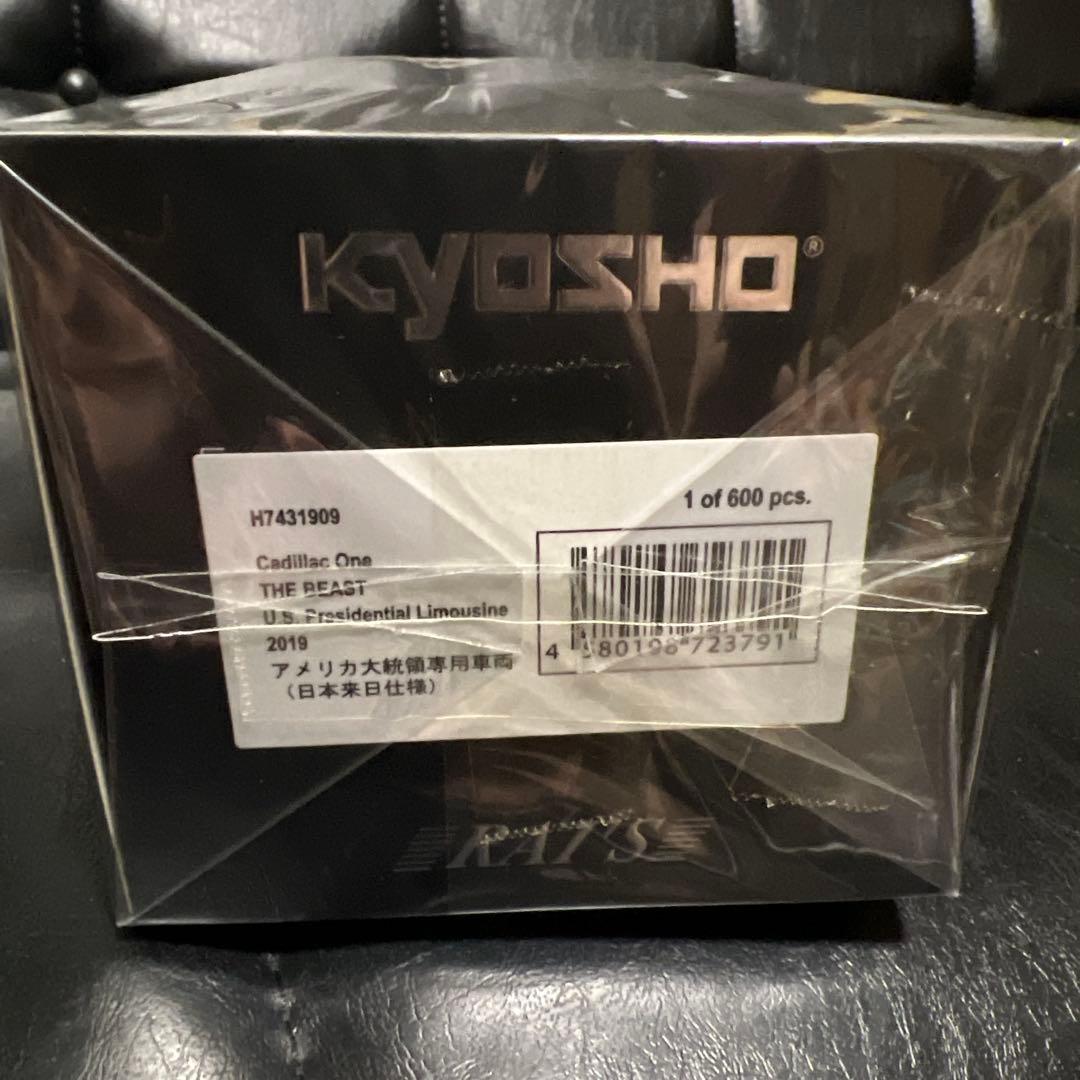 KYOSHO®
H7431909
1 of 600 pcs.
Cadillac One
THE BEAST
U.S. Presidential Limousine
2019
アメリカ大統領専用車両
（日本来日仕様）
4 580198 723791
RAI'S